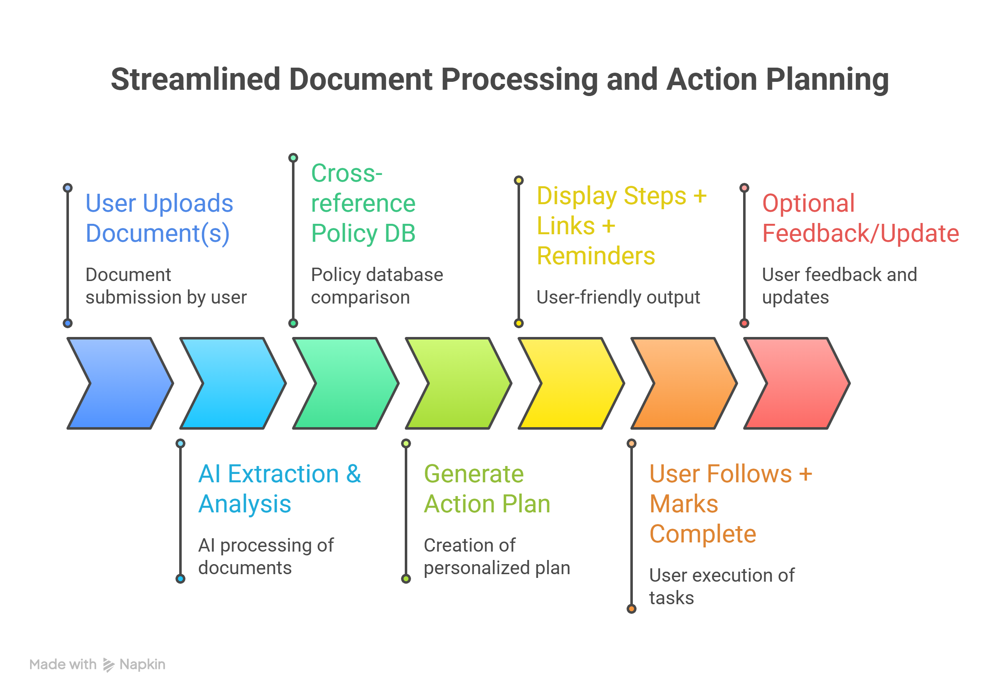 Streamlined Document Processing and Action Planning
User Uploads
Document(s)
Document
submission by user
AI Extraction &
Analysis
AI processing of
documents
Cross-
reference
Policy DB
Policy database
comparison
Generate
Action Plan
Creation of
personalized plan
Display Steps +
Links +
Reminders
User-friendly output
User Follows +
Marks
Complete
User execution of
tasks
Optional
Feedback/Update
User feedback and
updates
Made with Napkin